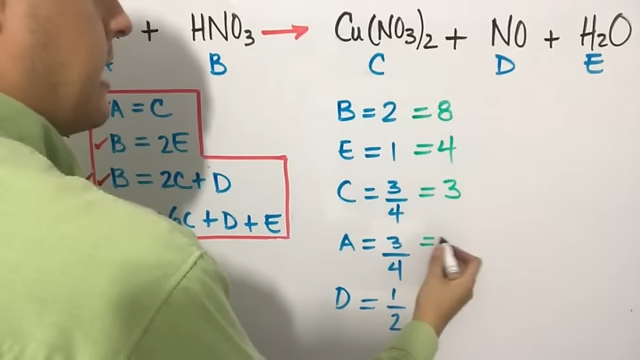 + HNO3 → Cu(NO3)2 + NO + H2O
B C D E
A = C
✓B = 2E
✓B = 2C+D
6C+D+E
B = 2 = 8
E = 1 = 4
C = 3/4 = 3
A = 3/4 =
D = 1/2